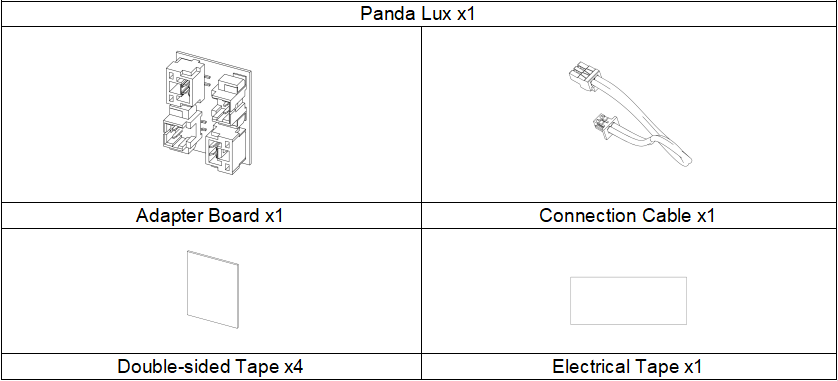 Panda Lux x1
Adapter Board x1
Connection Cable x1
Double-sided Tape x4
Electrical Tape x1